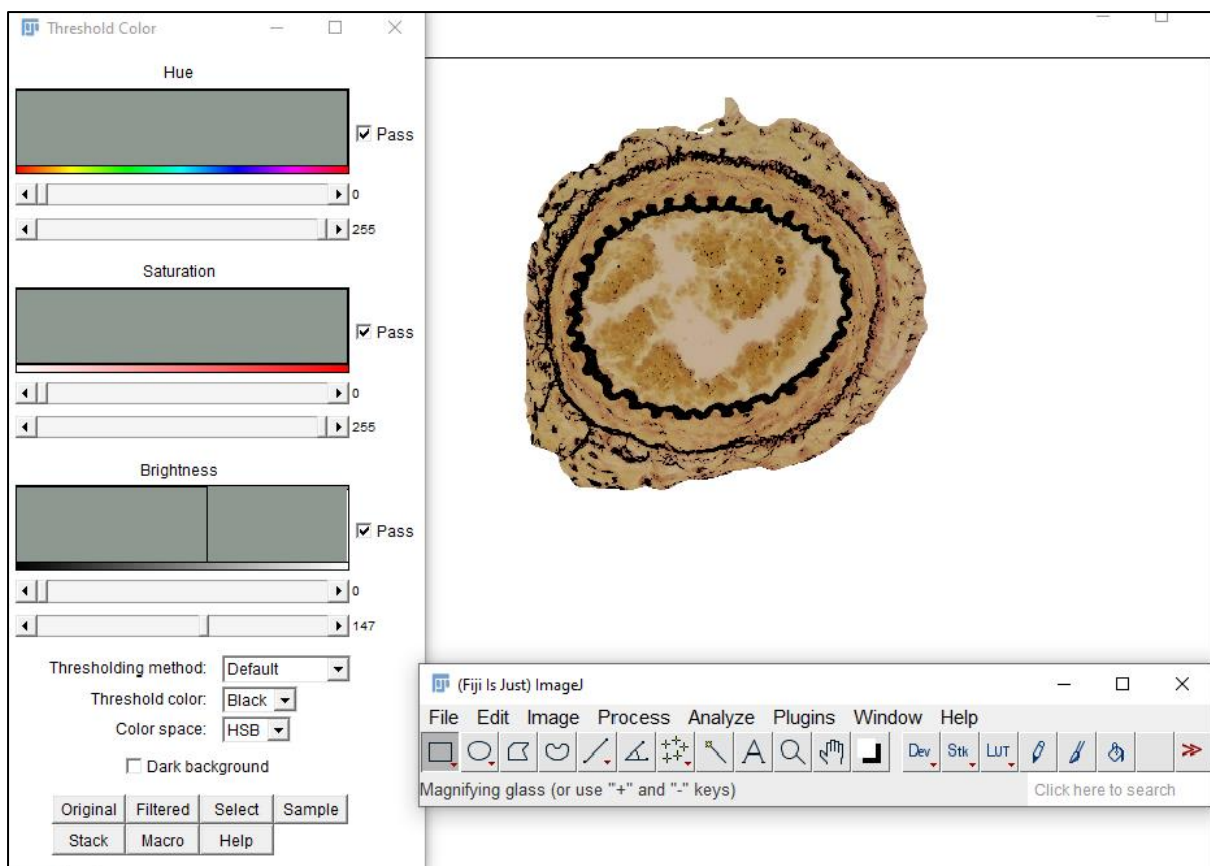 Threshold Color
Hue
Pass
0
255
Saturation
Pass
0
255
Brightness
Pass
0
147
Thresholding method: Default
Threshold color: Black
Color space: HSB
Dark background
Original Filtered Select Sample
Stack Macro Help
(Fiji Is Just) ImageJ
File Edit Image Process Analyze Plugins Window Help
A Dev Stk LUT
Magnifying glass (or use "+" and "-" keys) Click here to search